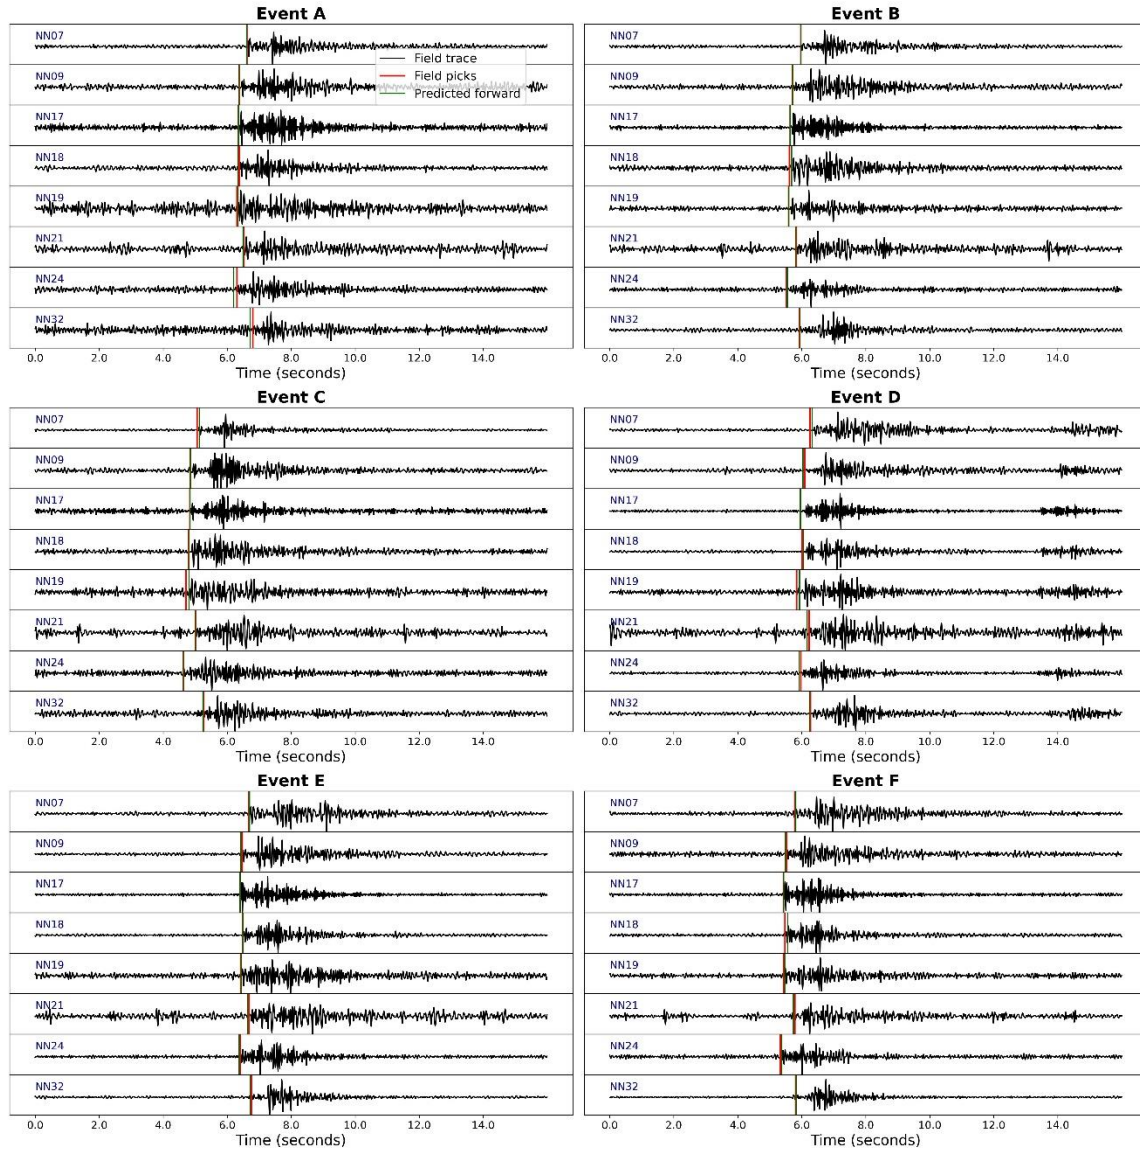 Event A
NN07
NN09
NN17
NN18
NN19
NN21
NN24
NN32
Field trace
Field picks
Predicted forward
0.0 2.0 4.0 6.0 8.0 10.0 12.0 14.0
Time (seconds)
Event B
NN07
NN09
NN17
NN18
NN19
NN21
NN24
NN32
0.0 2.0 4.0 6.0 8.0 10.0 12.0 14.0
Time (seconds)
Event C
NN07
NN09
NN17
NN18
NN19
NN21
NN24
NN32
0.0 2.0 4.0 6.0 8.0 10.0 12.0 14.0
Time (seconds)
Event D
NN07
NN09
NN17
NN18
NN19
NN21
NN24
NN32
0.0 2.0 4.0 6.0 8.0 10.0 12.0 14.0
Time (seconds)
Event E
NN07
NN09
NN17
NN18
NN19
NN21
NN24
NN32
0.0 2.0 4.0 6.0 8.0 10.0 12.0 14.0
Time (seconds)
Event F
NN07
NN09
NN17
NN18
NN19
NN21
NN24
NN32
0.0 2.0 4.0 6.0 8.0 10.0 12.0 14.0
Time (seconds)